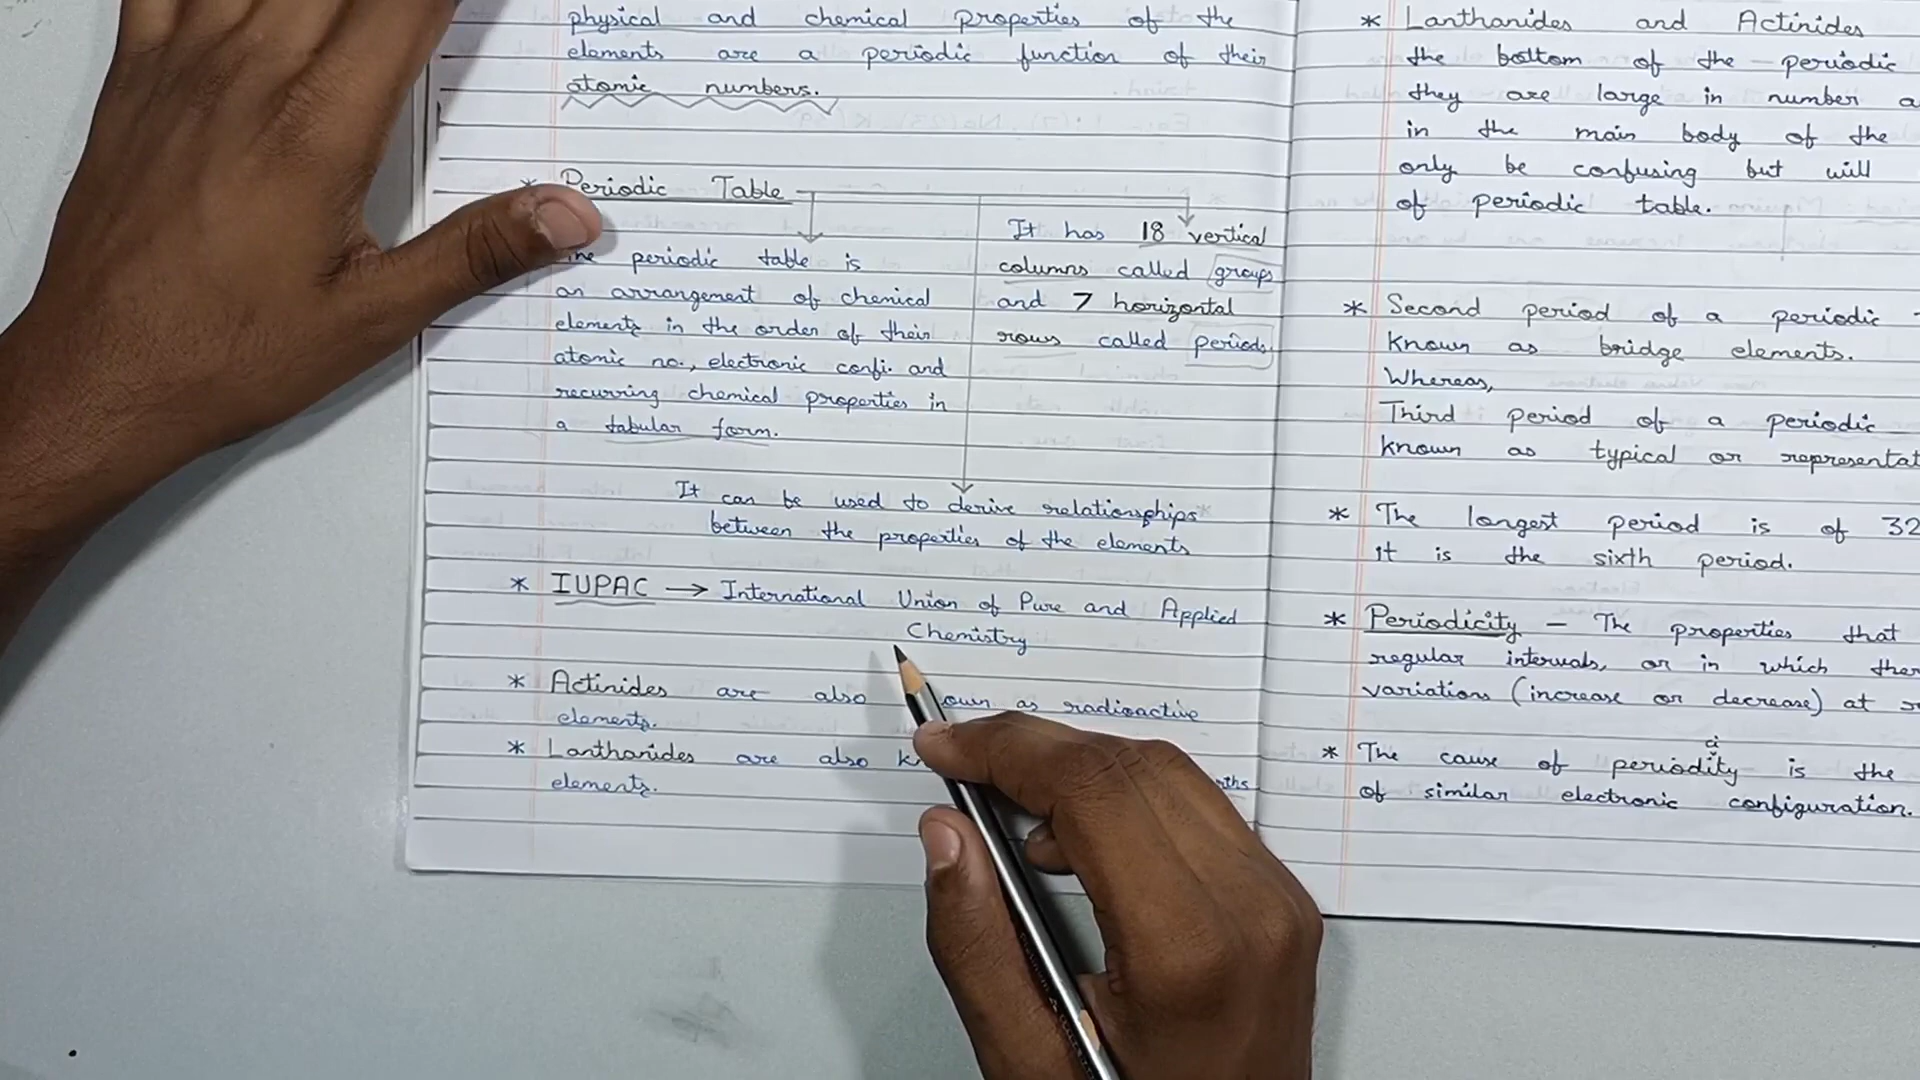 physical and chemical properties of the
elements are a periodic function of their
atomic numbers.
* Periodic Table
periodic table is
an arrangement of chemical
elements in the order of their
atomic no., electronic confi. and
recurring chemical properties in
a tabular form.
It has 18 vertical
columns called groups
and 7 horizontal
rows called periods
It can be used to derive relationships
between the properties of the elements
* IUPAC → International Union of Pure and Applied
Chemistry
* Actinides are also as radioactive
elements.
* Lanthanides are also
elements.
* Lanthanides and Actinides
the bottom of the periodic
they are large in number
in the main body of the
only be confusing but will
of periodic table.
* Second period of a periodic
known as bridge elements.
Whereas,
Third period of a periodic
known as typical or
* The longest period is of 32
it is the sixth period.
* Periodicity - The properties that
regular intervals, or in which
variations (increase or decrease) at
* The cause of periodity is the
ci
of similar electronic configuration.